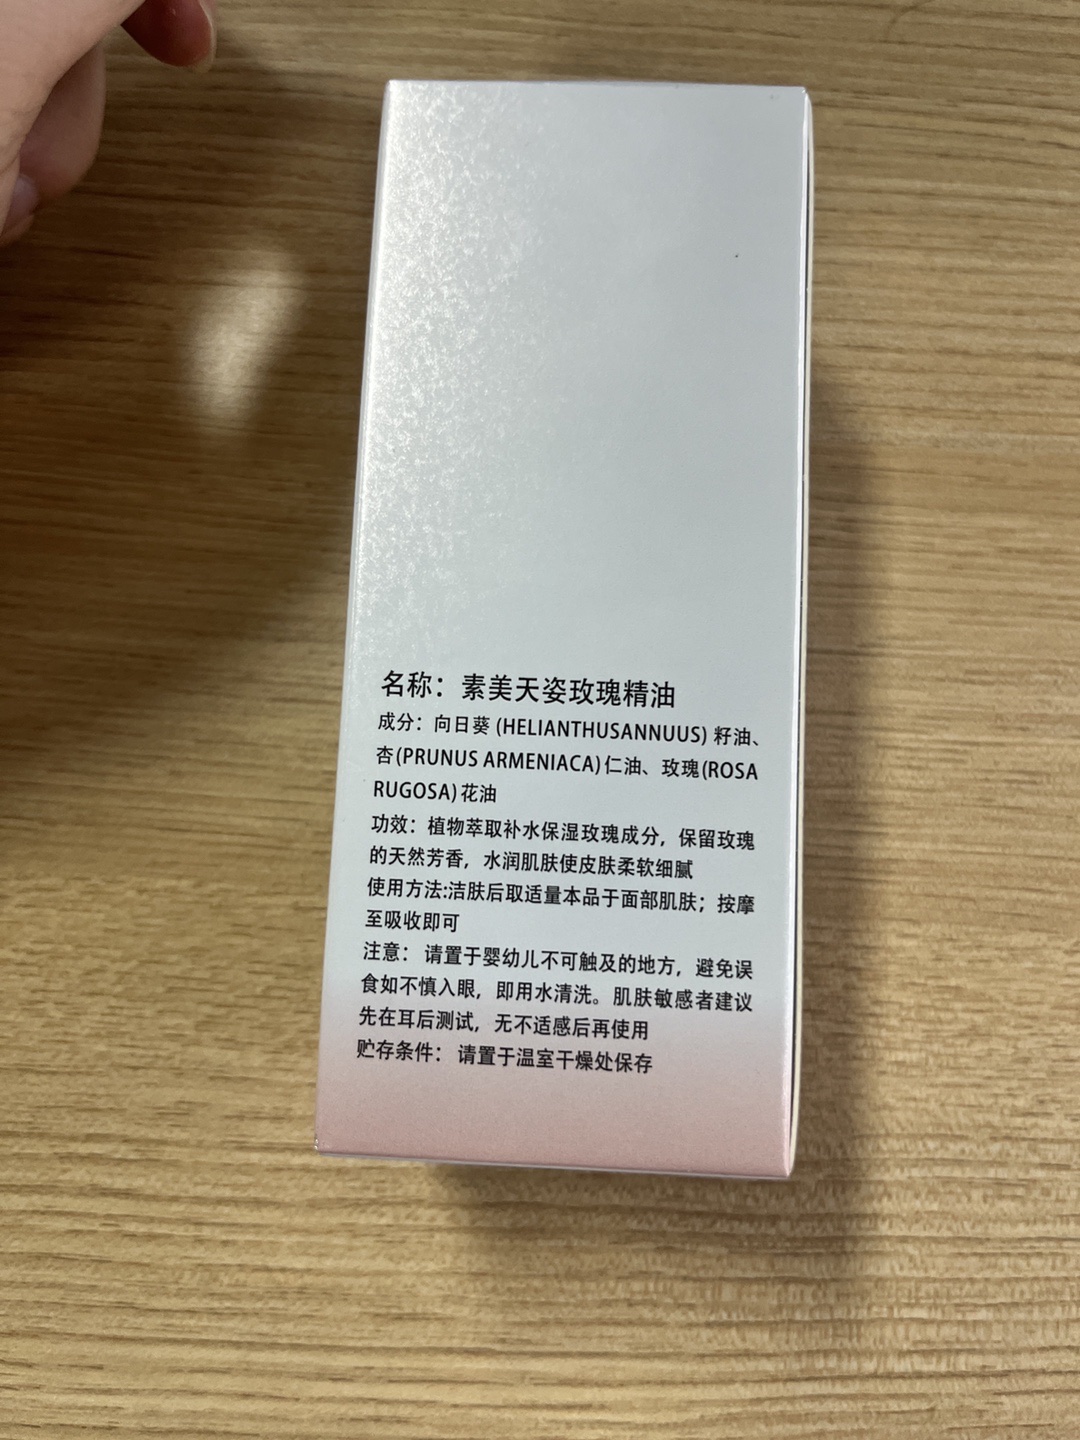 名称：素美天姿玫瑰精油
成分：向日葵 (HELIANTHUSANNUUS) 籽油、
杏(PRUNUS ARMENIACA)仁油、玫瑰(ROSA
RUGOSA)花油
功效：植物萃取补水保湿玫瑰成分，保留玫瑰
的天然芳香，水润肌肤使皮肤柔软细腻
使用方法:洁肤后取适量本品于面部肌肤；按摩
至吸收即可
注意： 请置于婴幼儿不可触及的地方，避免误
食如不慎入眼，即用水清洗。肌肤敏感者建议
先在耳后测试，无不适感后再使用
贮存条件： 请置于温室干燥处保存